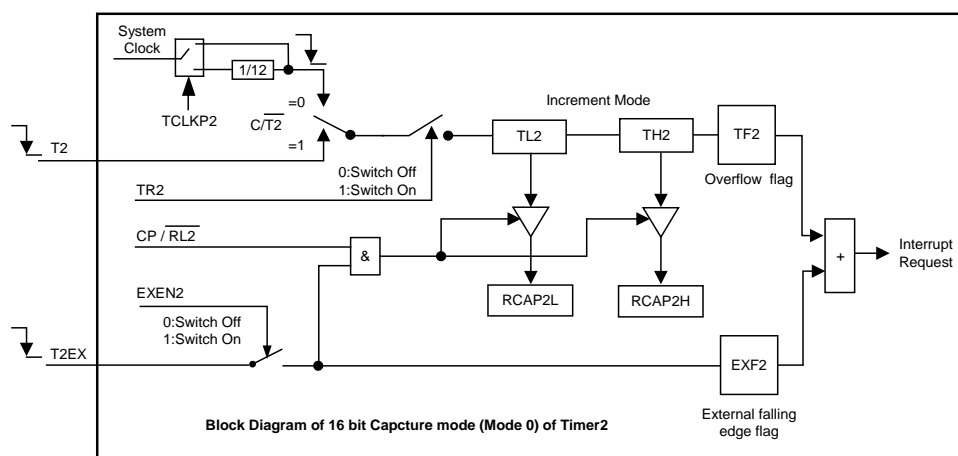 System
Clock
1/12
TCLKP2
=0
C/T2
=1
T2
Increment Mode
TL2
TH2
TF2
Overflow flag
0:Switch Off
1:Switch On
TR2
CP / RL2
&
+
Interrupt
Request
RCAP2L
RCAP2H
EXEN2
0:Switch Off
1:Switch On
T2EX
EXF2
External falling
edge flag
Block Diagram of 16 bit Capcture mode (Mode 0) of Timer2